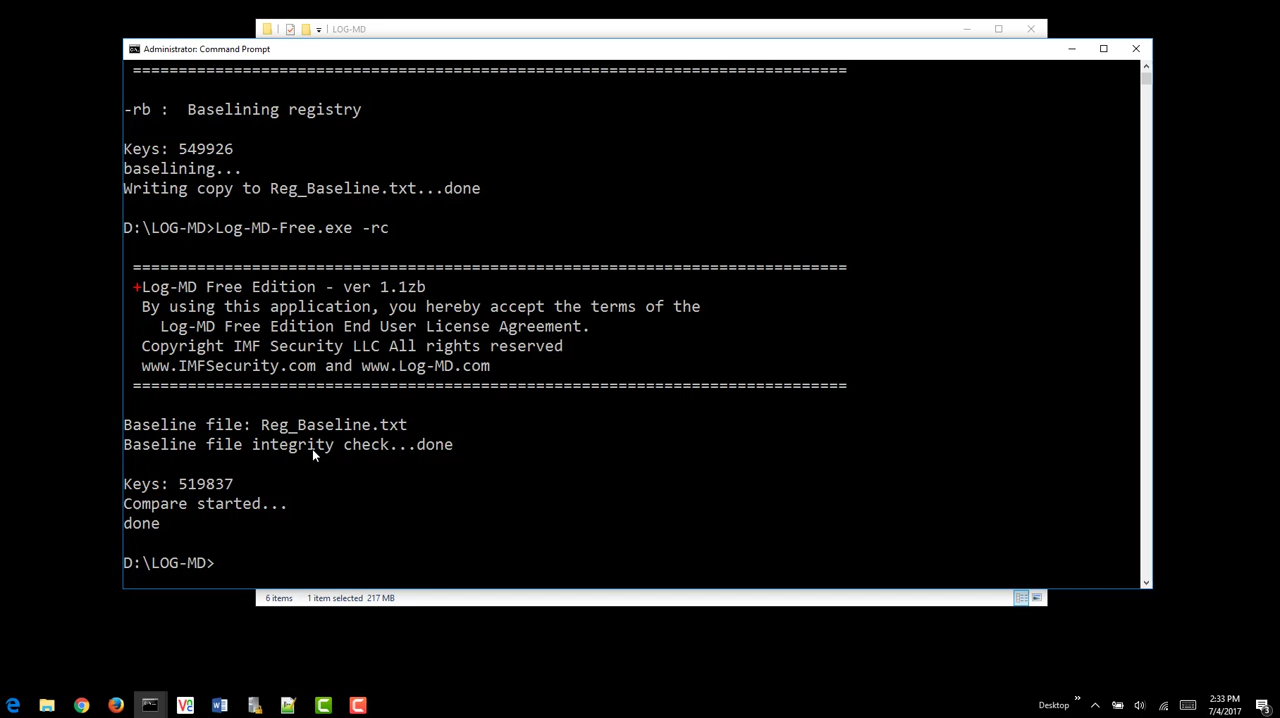 LOG-MD
Administrator: Command Prompt
==============================================================================
-rb :  Baselining registry
Keys: 549926
baselining...
Writing copy to Reg_Baseline.txt...done
D:\LOG-MD>Log-MD-Free.exe -rc
==============================================================================
+Log-MD Free Edition - ver 1.1zb
By using this application, you hereby accept the terms of the
Log-MD Free Edition End User License Agreement.
Copyright IMF Security LLC All rights reserved
www.IMFSecurity.com and www.Log-MD.com
==============================================================================
Baseline file: Reg_Baseline.txt
Baseline file integrity check...done
Keys: 519837
Compare started...
done
D:\LOG-MD>
6 items 1 item selected 217 MB
Desktop
2:33 PM
7/4/2017
3